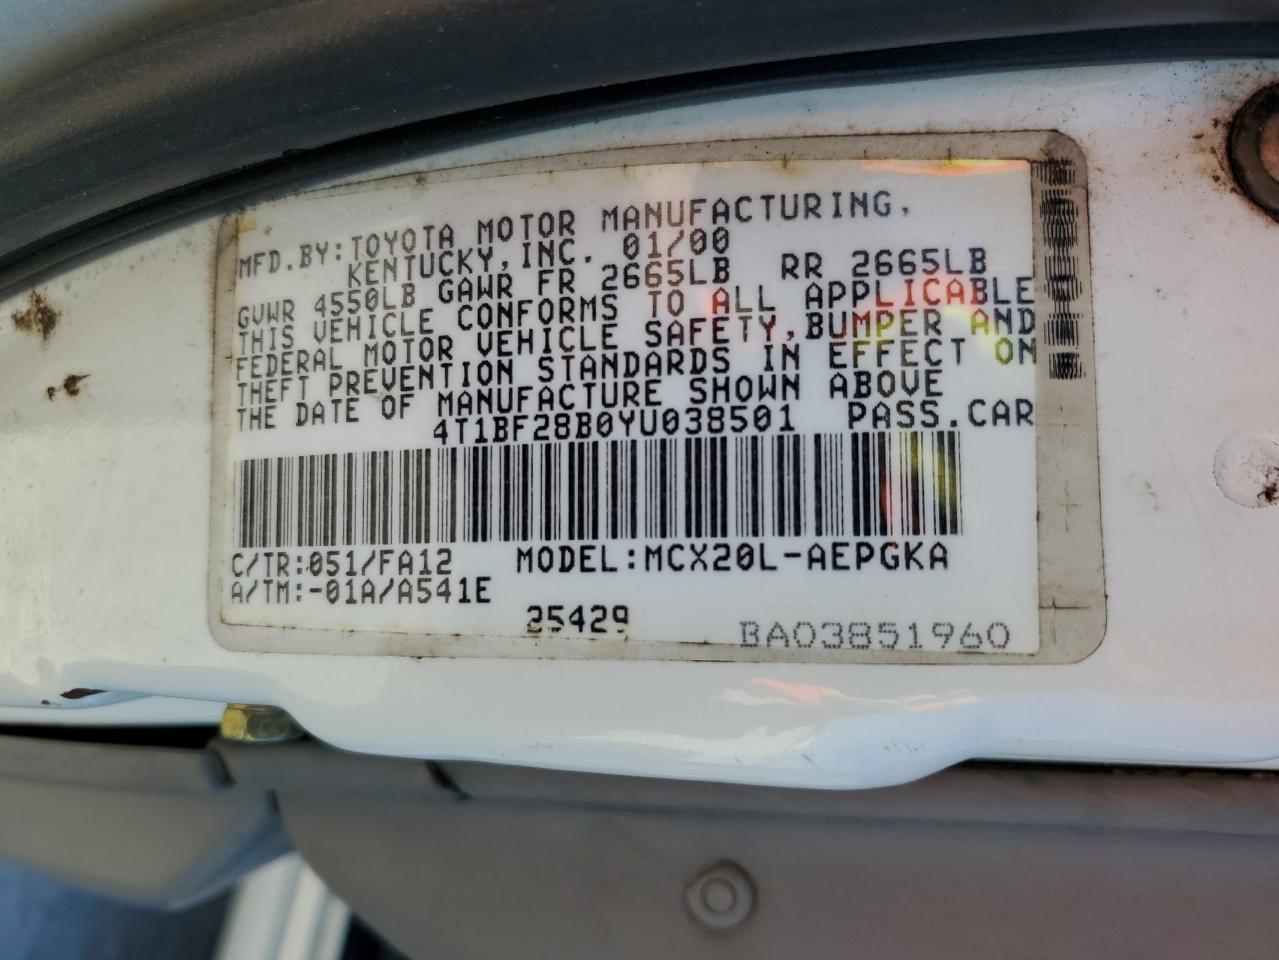 MFD.BY:TOYOTA MOTOR MANUFACTURING,
KENTUCKY,INC. 01/00
GVWR 4550LB GAWR FR 2665LB RR 2665LB
THIS VEHICLE CONFORMS TO ALL APPLICABLE
FEDERAL MOTOR VEHICLE SAFETY,BUMPER AND
THEFT PREVENTION STANDARDS IN EFFECT ON
THE DATE OF MANUFACTURE SHOWN ABOVE
4T1BF28B0YU038501 PASS.CAR
C/TR:051/FA12 MODEL:MCX20L-AEPGKA
A/TM:-01A/A541E
25429
BA03851960